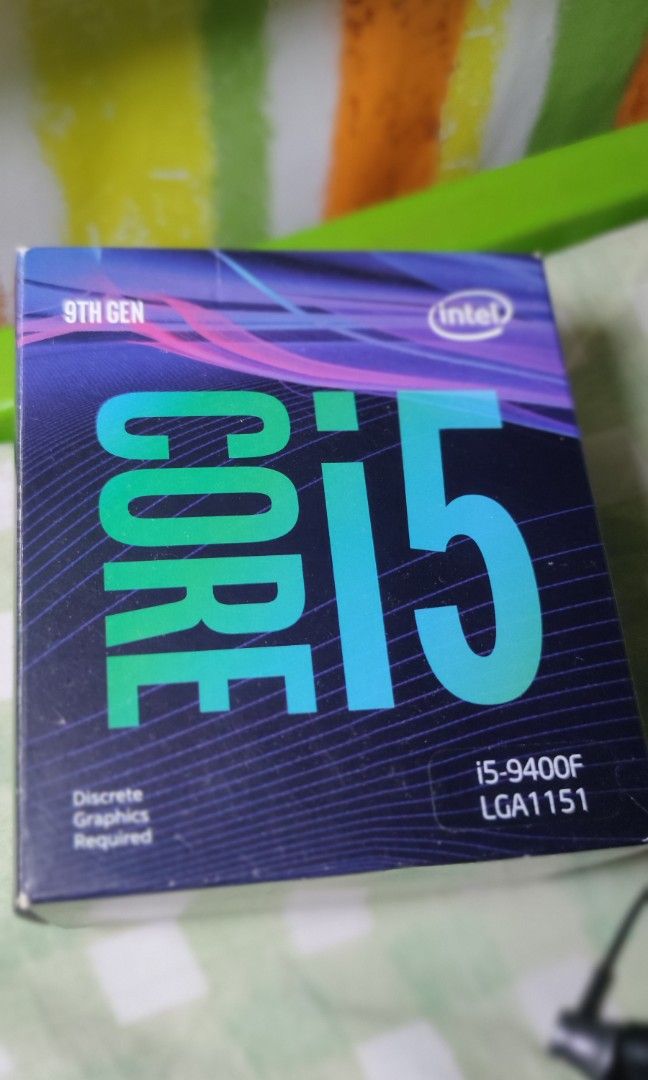 9TH GEN
intel
CORE i5
i5-9400F
LGA1151
Discrete
Graphics
Required